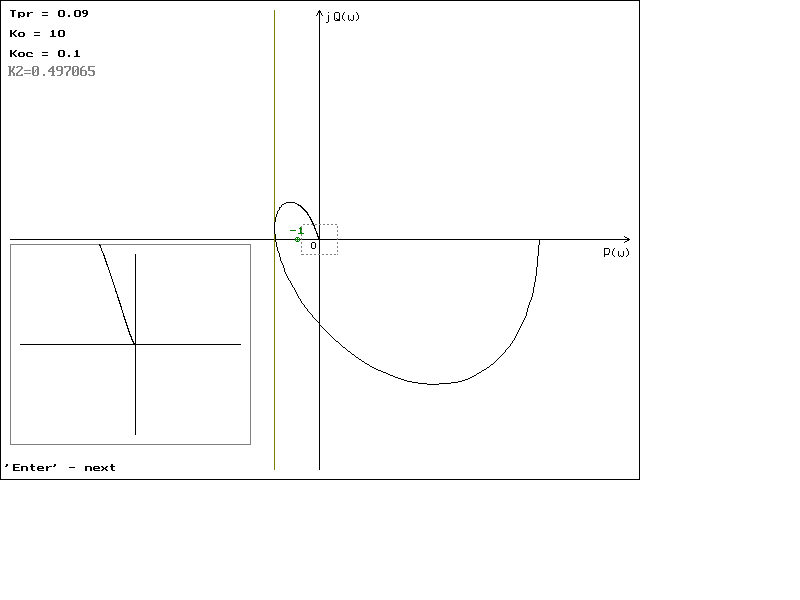 Tpr = 0.09
Ko = 10
Koc = 0.1
K2=0.497065
jQ(ω)
-1
0
P(ω)
'Enter' - next